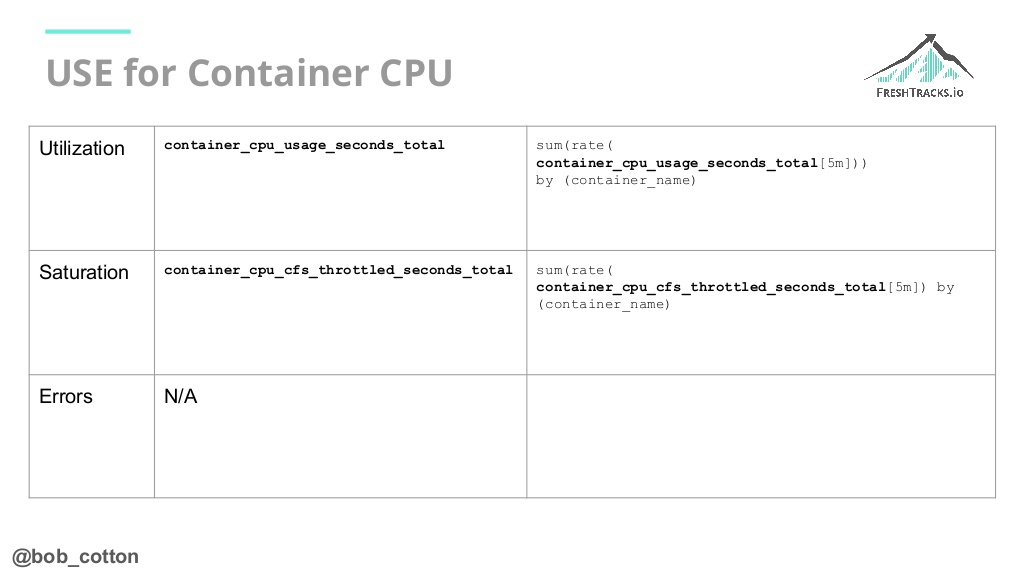 USE for Container CPU
FRESHTRACKS.io
Utilization
container_cpu_usage_seconds_total
sum(rate(
container_cpu_usage_seconds_total[5m]))
by (container_name)
Saturation
container_cpu_cfs_throttled_seconds_total
sum(rate(
container_cpu_cfs_throttled_seconds_total[5m]) by
(container_name)
Errors
N/A
@bob_cotton